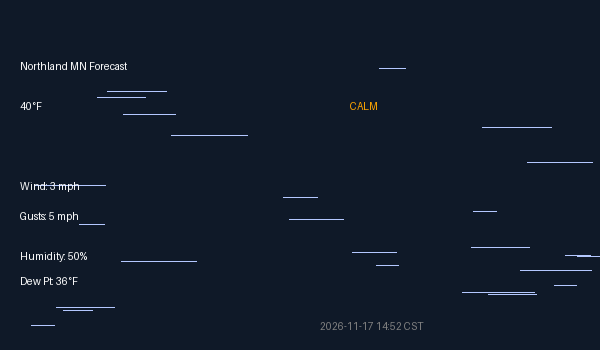 Northland MN Forecast
40°F
CALM
Wind: 3 mph
Gusts: 5 mph
Humidity: 50%
Dew Pt: 36°F
2026-11-17 14:52 CST